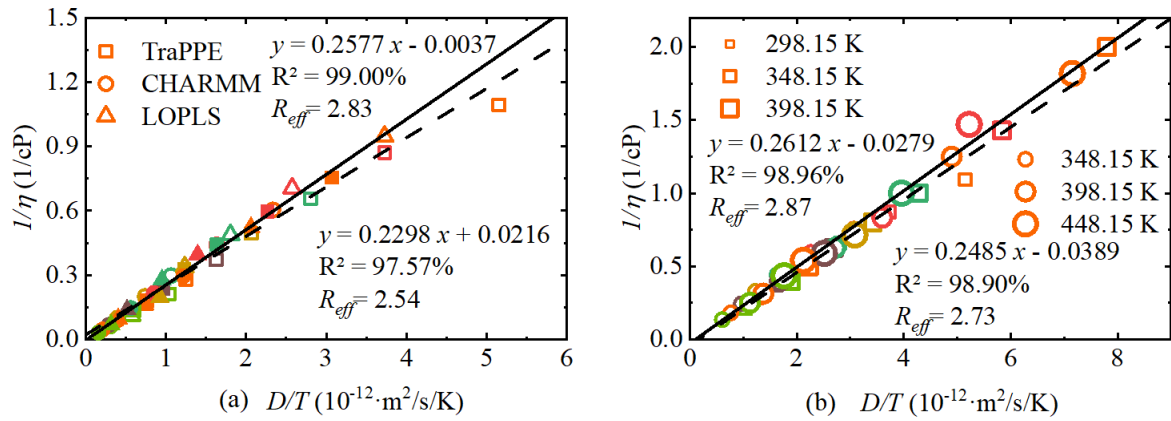 1.5
1.2
0.9
0.6
0.3
0.0
1/η (1/cP)
TraPPE
CHARMM
LOPLS
y = 0.2577 x - 0.0037
R² = 99.00%
Reff= 2.83
y = 0.2298 x + 0.0216
R² = 97.57%
Reff= 2.54
0 1 2 3 4 5 6
(a) D/T (10⁻¹²·m²/s/K)
2.0
1.5
1.0
0.5
0.0
1/η (1/cP)
298.15 K
348.15 K
398.15 K
y = 0.2612 x - 0.0279
R² = 98.96%
Reff= 2.87
348.15 K
398.15 K
448.15 K
y = 0.2485 x - 0.0389
R² = 98.90%
Reff= 2.73
0 2 4 6 8
(b) D/T (10⁻¹²·m²/s/K)